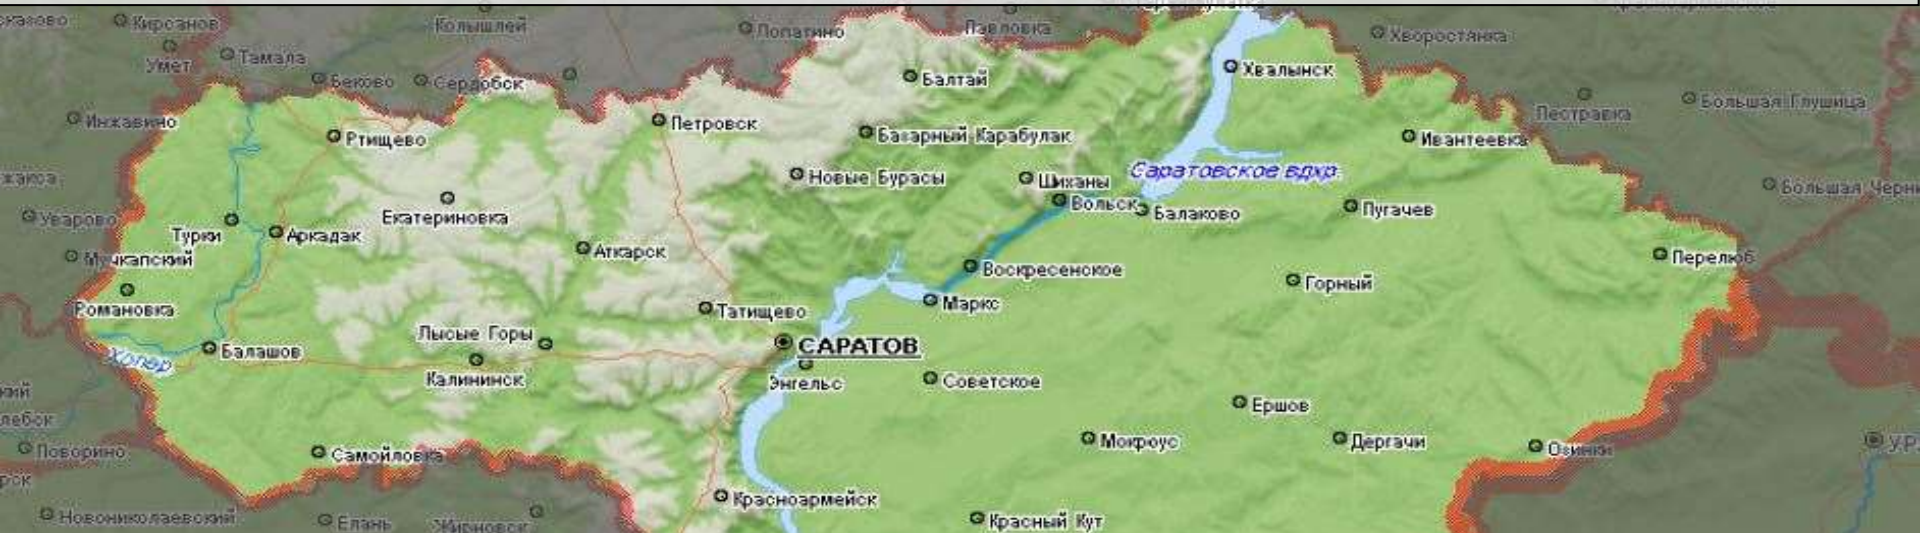 Кирсанов
Колышлей
Лопатино
Павловка
Хворостянка
Умет
Тамала
Беково
Сердобск
Балтай
Хвалынск
Пестравка
Большая Глушица
Инжавино
Ртищево
Петровск
Базарный Карабулак
Ивантеевка
Новые Бурасы
Шиханы
Саратовское вдхр.
Уварово
Екатериновка
Вольск
Балаково
Пугачев
Турки
Аркадак
Аткарск
Мучкапский
Воскресенское
Перелюб
Романовка
Горный
Маркс
Татищево
Лысые Горы
САРАТОВ
Хопер
Балашов
Калининск
Энгельс
Советское
Ершов
Мокроус
Дергачи
Озинки
Поворино
Самойловка
Красноармейск
Новониколаевский
Елань
Жирновск
Красный Кут